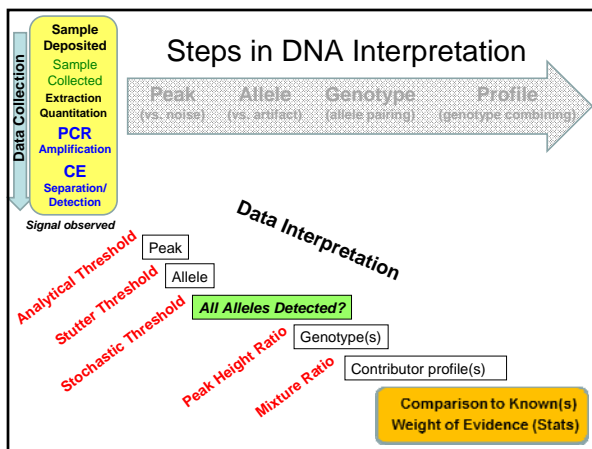 Steps in DNA Interpretation
Data Collection
Sample
Deposited
Sample
Collected
Extraction
Quantitation
PCR
Amplification
CE
Separation/
Detection
Signal observed
Peak
(vs. noise)
Allele
(vs. artifact)
Genotype
(allele pairing)
Profile
(genotype combining)
Data Interpretation
Analytical Threshold
Peak
Stutter Threshold
Allele
Stochastic Threshold
All Alleles Detected?
Peak Height Ratio
Genotype(s)
Mixture Ratio
Contributor profile(s)
Comparison to Known(s)
Weight of Evidence (Stats)